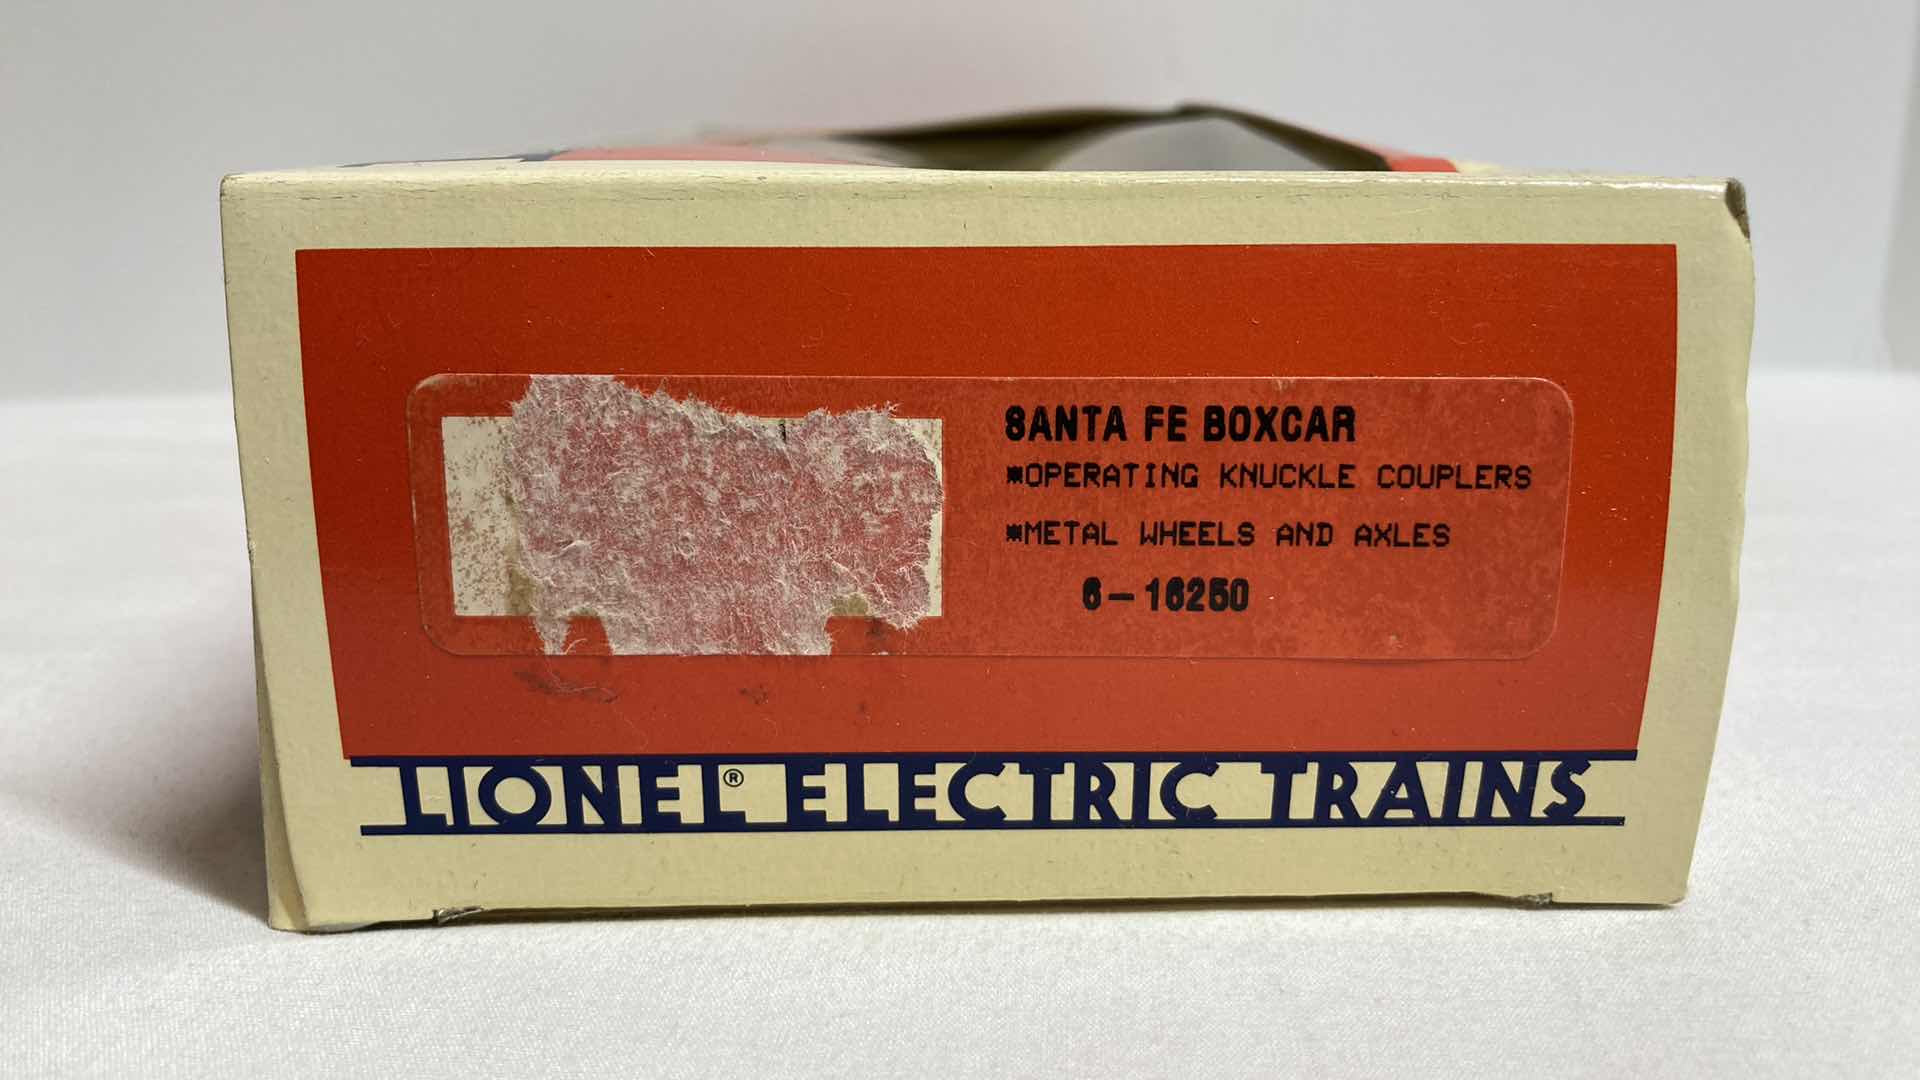 SANTA FE BOXCAR
*OPERATING KNUCKLE COUPLERS
*METAL WHEELS AND AXLES
6-16250
LIONEL® ELECTRIC TRAINS